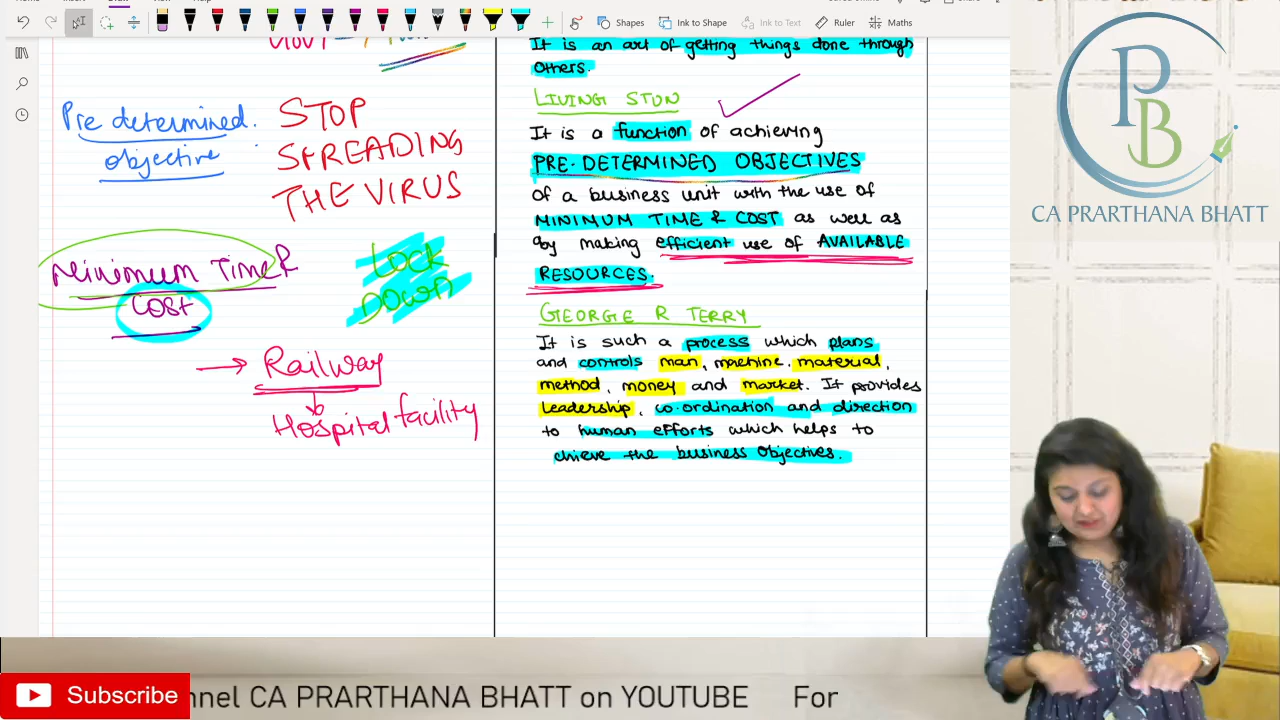 Shapes
Ink to Shape
Ink to Text
Ruler
Maths
Pre determined
objective
STOP
SPREADING
THE VIRUS
Minimum Time &
Cost
Lock
Down
→ Railway
Hospital facility
It is an art of getting things done through
others.
LIVING STON
It is a function of achieving
PRE-DETERMINED OBJECTIVES
of a business unit with the use of
MINIMUM TIME & COST as well as
by making efficient use of AVAILABLE
RESOURCES.
GEORGE R TERRY
It is such a process which plans
and controls man, machine, material,
method, money and market. It provides
leadership, co-ordination and direction
to human efforts which helps to
chieve the business objectives.
P
B
CA PRARTHANA BHATT
Subscribe
nnel CA PRARTHANA BHATT on YOUTUBE For